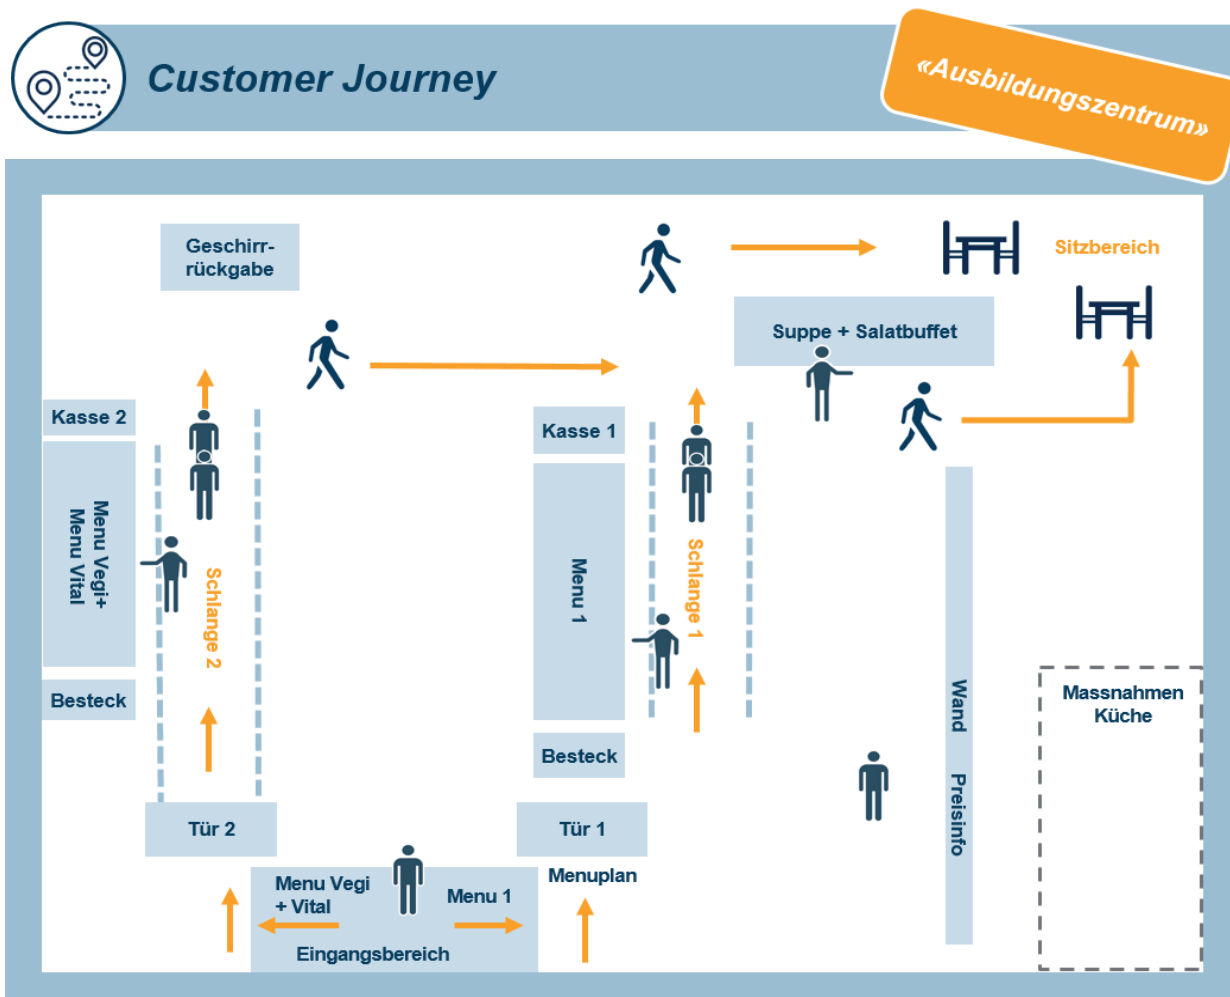 Customer Journey
«Ausbildungszentrum»
Geschirr-
rückgabe
Sitzbereich
Suppe + Salatbuffet
Kasse 2
Kasse 1
Menu Vegi+
Menu Vital
Schlange 2
Menu 1
Schlange 1
Besteck
Besteck
Wand Preisinfo
Massnahmen
Küche
Tür 2
Tür 1
Menuplan
Menu Vegi
+ Vital
Menu 1
Eingangsbereich